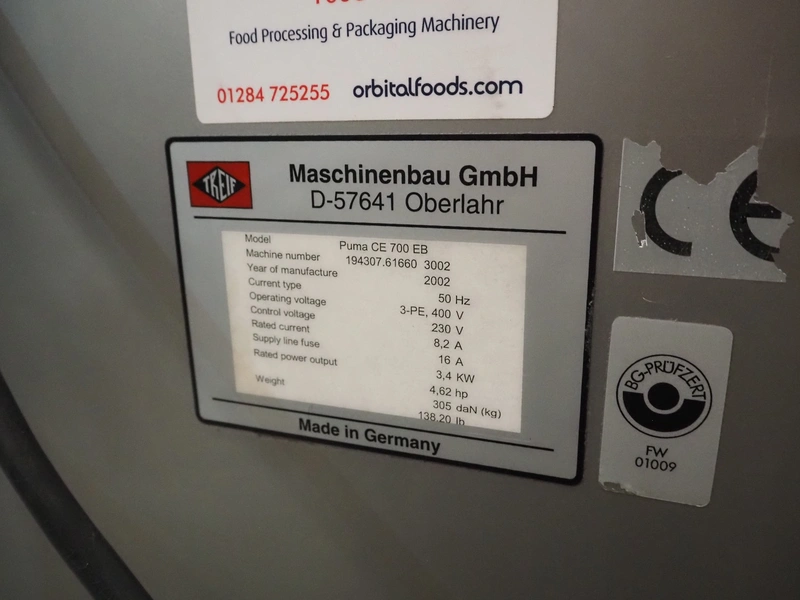 Food Processing & Packaging Machinery
01284 725255 orbitalfoods.com
TREIF
Maschinenbau GmbH
D-57641 Oberlahr
Model Puma CE 700 EB
Machine number 194307.61660 3002
Year of manufacture 2002
Current type 50 Hz
Operating voltage 3-PE, 400 V
Control voltage 230 V
Rated current 8,2 A
Supply line fuse 16 A
Rated power output 3,4 KW
4,62 hp
Weight 305 daN (kg)
138.20 lb
Made in Germany
CE
BG-PRÜFZERT
FW
01009